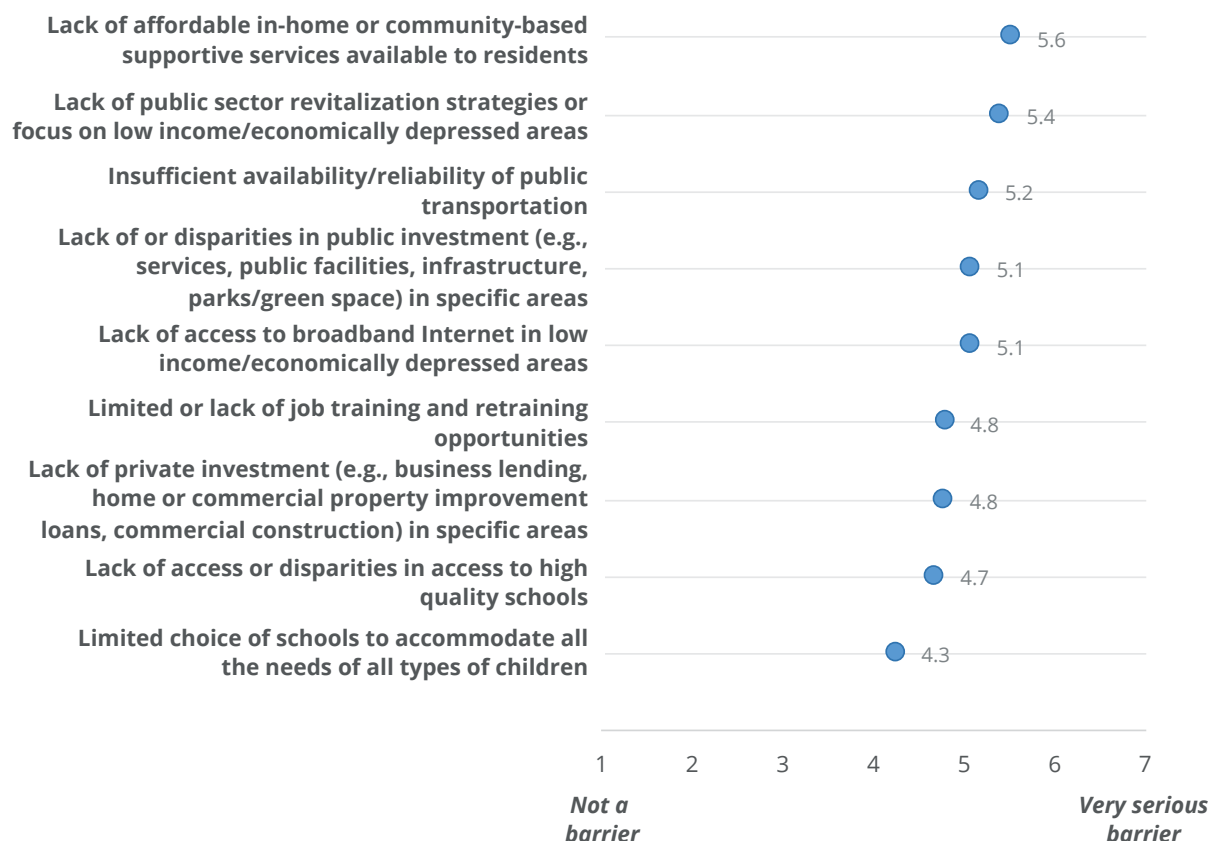 Lack of affordable in-home or community-based
supportive services available to residents
5.6
Lack of public sector revitalization strategies or
focus on low income/economically depressed areas
5.4
Insufficient availability/reliability of public
transportation
5.2
Lack of or disparities in public investment (e.g.,
services, public facilities, infrastructure,
parks/green space) in specific areas
5.1
Lack of access to broadband Internet in low
income/economically depressed areas
5.1
Limited or lack of job training and retraining
opportunities
4.8
Lack of private investment (e.g., business lending,
home or commercial property improvement
loans, commercial construction) in specific areas
4.8
Lack of access or disparities in access to high
quality schools
4.7
Limited choice of schools to accommodate all
the needs of all types of children
4.3
1 2 3 4 5 6 7
Not a
barrier
Very serious
barrier